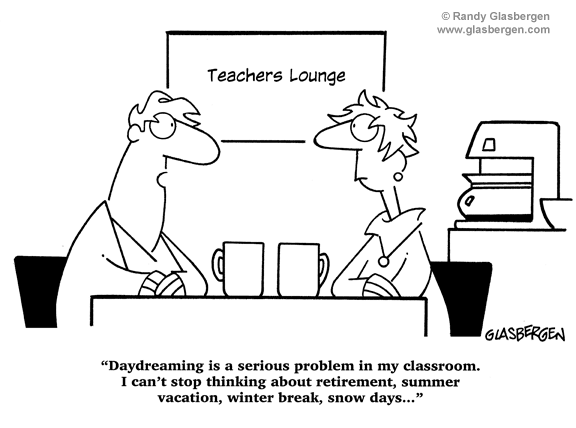 © Randy Glasbergen
www.glasbergen.com
Teachers Lounge
GLASBERGEN
“Daydreaming is a serious problem in my classroom.
I can’t stop thinking about retirement, summer
vacation, winter break, snow days...”